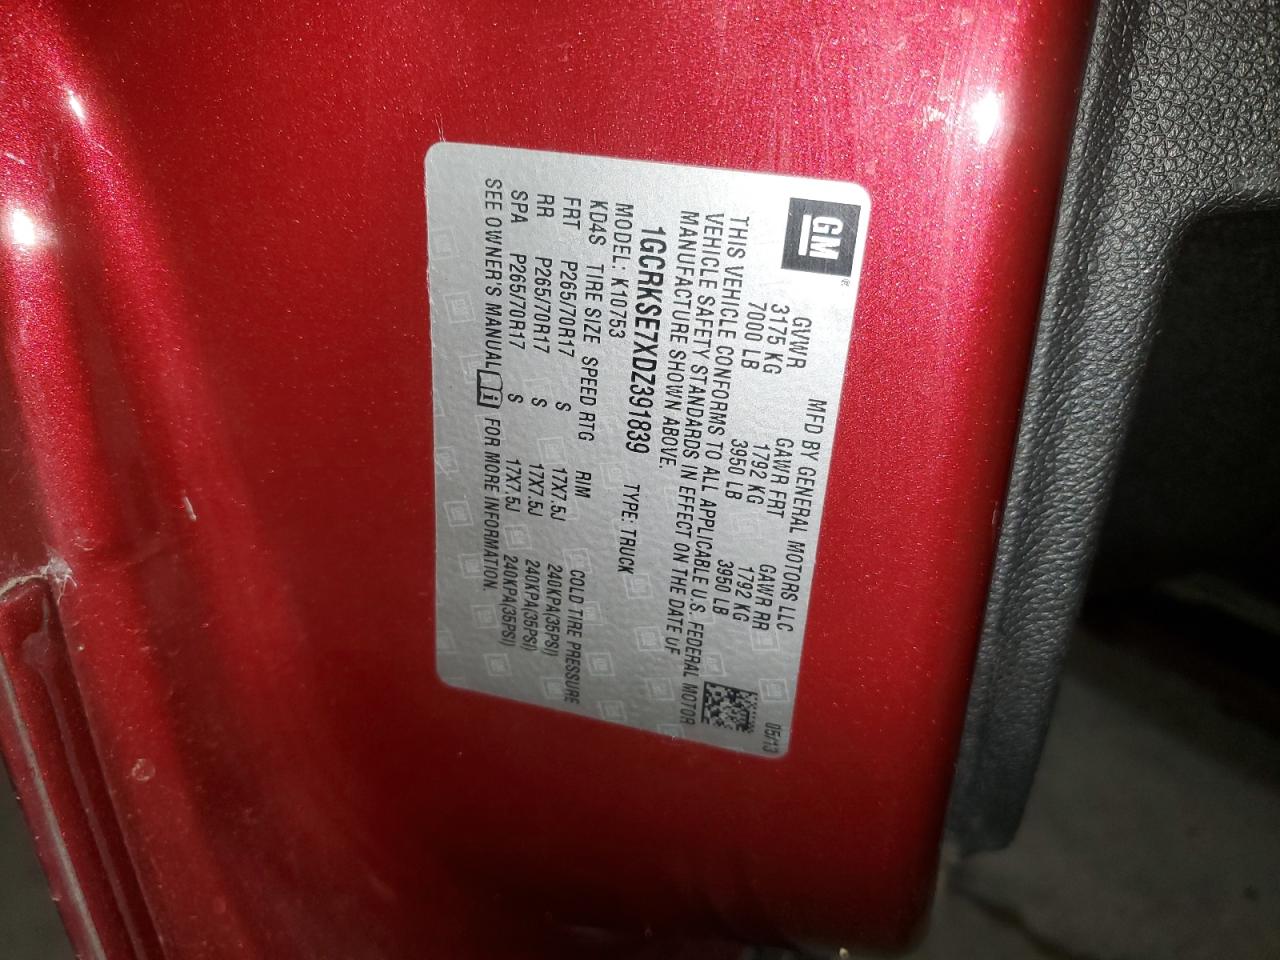 GM
MFD BY GENERAL MOTORS LLC 05/13
GVWR GAWR FRT GAWR RR
3175 KG 1792 KG 1792 KG
7000 LB 3950 LB 3950 LB
THIS VEHICLE CONFORMS TO ALL APPLICABLE U.S. FEDERAL MOTOR
VEHICLE SAFETY STANDARDS IN EFFECT ON THE DATE OF
MANUFACTURE SHOWN ABOVE.
1GCRKSE7XDZ391839 TYPE: TRUCK
MODEL: K10753
KD4S TIRE SIZE SPEED RTG RIM COLD TIRE PRESSURE
FRT P265/70R17 S 17X7.5J 240KPA(35PSI)
RR P265/70R17 S 17X7.5J 240KPA(35PSI)
SPA P265/70R17 S 17X7.5J 240KPA(35PSI)
SEE OWNER'S MANUAL FOR MORE INFORMATION.